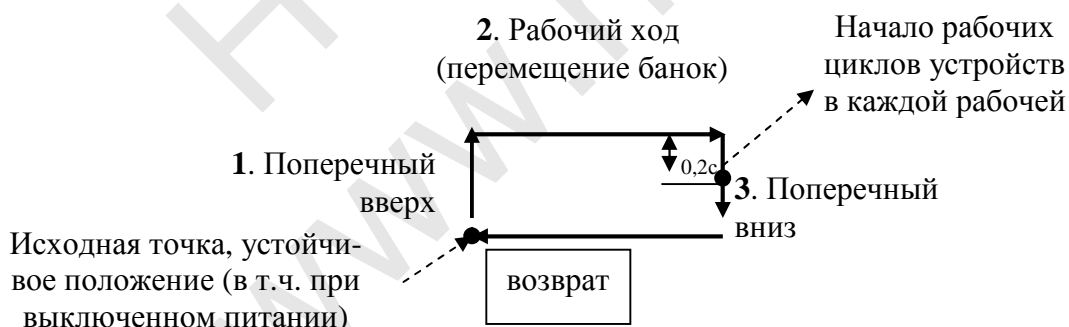 2. Рабочий ход
(перемещение банок)
Начало рабочих
циклов устройств
в каждой рабочей
1. Поперечный
вверх
0,2с
3. Поперечный
вниз
Исходная точка, устойчи-
вое положение (в т.ч. при
выключенном питании)
возврат